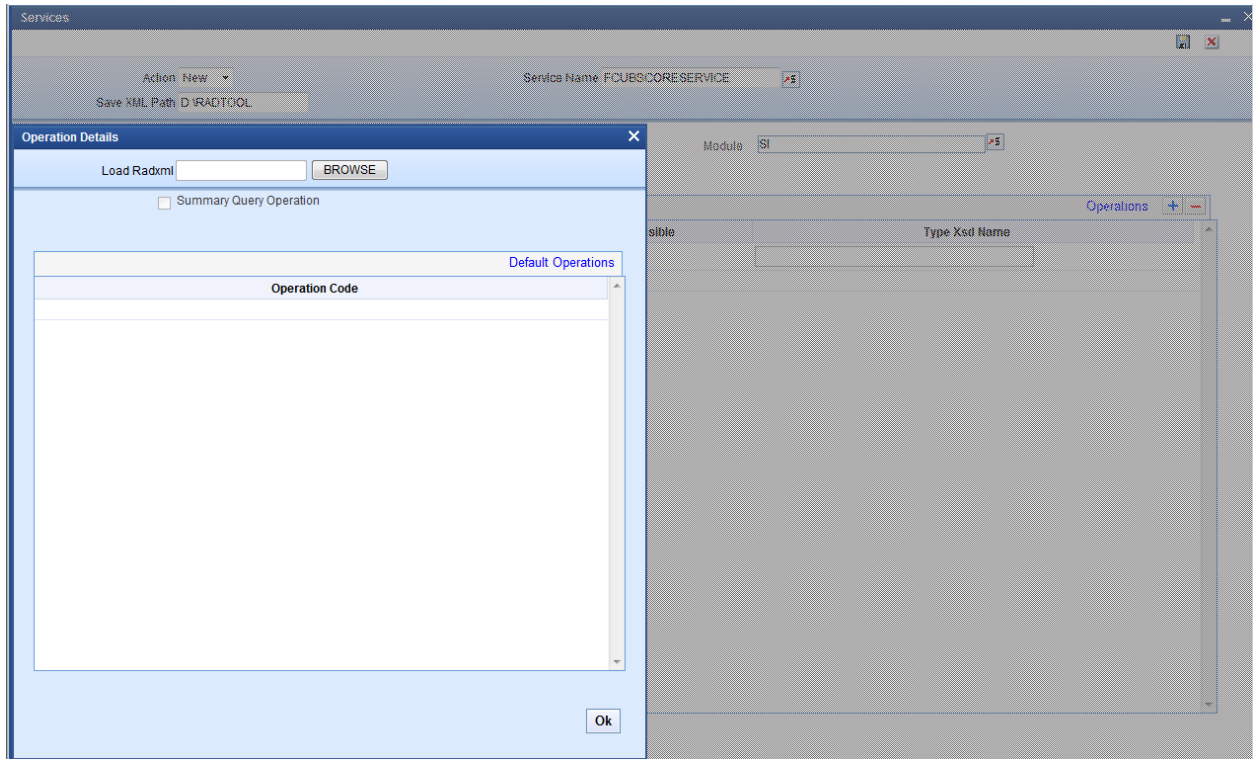 Services
Action New
Service Name FCUBSCORESERVICE
Save XML Path D:\RADTOOL
Operation Details
Module SI
Load Radxml
BROWSE
Summary Query Operation
Operations
sible
Type Xsd Name
Default Operations
Operation Code
Ok